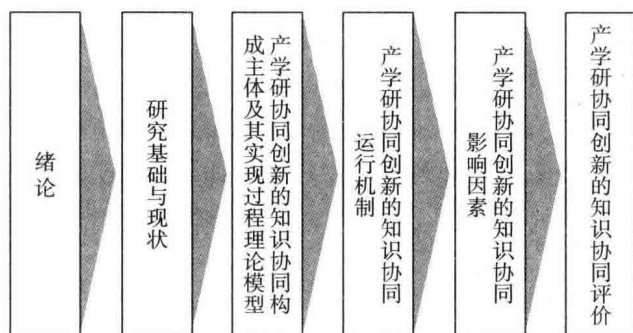 绪论
研究基础与现状
产学研协同创新的知识协同构
成主体及其实现过程理论模型
产学研协同创新的知识协同
运行机制
产学研协同创新的知识协同
影响因素
产学研协同创新的知识协同评价